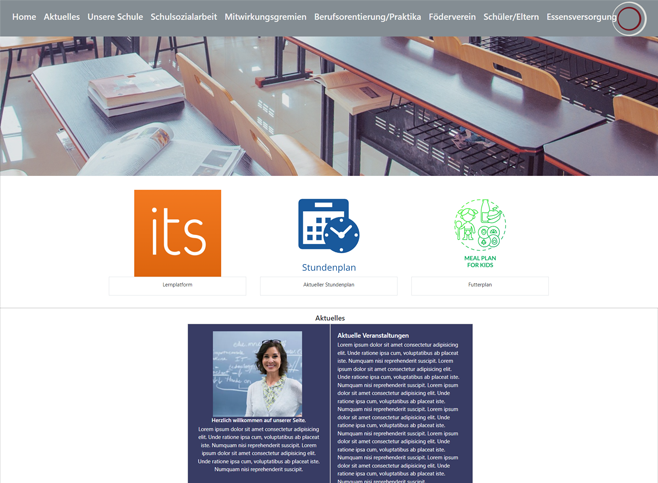 Home Aktuelles Unsere Schule Schulsozialarbeit Mitwirkungsgremien Berufsorientierung/Praktika Föderverein Schüler/Eltern Essensversorgung
its
Stundenplan
MEAL PLAN
FOR KIDS
Lernplatform
Aktueller Stundenplan
Futterplan
Aktuelles
Herzlich willkommen auf unserer Seite.
Lorem ipsum dolor sit amet consectetur adipisicing
elit. Unde ratione ipsa cum, voluptatibus ab placeat
iste. Numquam nisi reprehenderit suscipit. Lorem
ipsum dolor sit amet consectetur adipisicing elit.
Unde ratione ipsa cum, voluptatibus ab placeat iste.
Numquam nisi reprehenderit suscipit.
Aktuelle Veranstaltungen
Lorem ipsum dolor sit amet consectetur adipisicing
elit. Unde ratione ipsa cum, voluptatibus ab placeat
iste. Numquam nisi reprehenderit suscipit. Lorem
ipsum dolor sit amet consectetur adipisicing elit.
Unde ratione ipsa cum, voluptatibus ab placeat iste.
Numquam nisi reprehenderit suscipit. Lorem ipsum
dolor sit amet consectetur adipisicing elit. Unde
ratione ipsa cum, voluptatibus ab placeat iste.
Numquam nisi reprehenderit suscipit. Lorem ipsum
dolor sit amet consectetur adipisicing elit. Unde
ratione ipsa cum, voluptatibus ab placeat iste.
Numquam nisi reprehenderit suscipit. Lorem ipsum
dolor sit amet consectetur adipisicing elit. Unde
ratione ipsa cum, voluptatibus ab placeat iste.
Numquam nisi reprehenderit suscipit. Lorem ipsum
dolor sit amet consectetur adipisicing elit. Unde
ratione ipsa cum, voluptatibus ab placeat iste.
Numquam nisi reprehenderit suscipit. Lorem ipsum